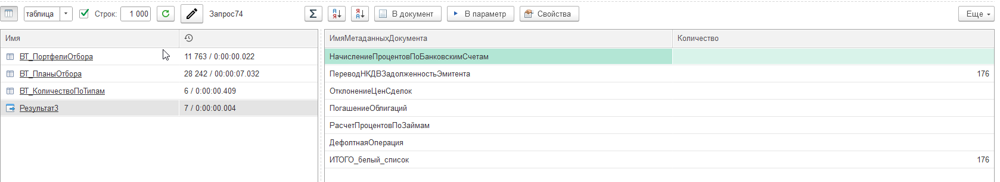 таблица Строк: 1 000 Запрос74 Σ АЯ ЯА В документ В параметр Свойства Еще
Имя
ВТ_ПортфелиОтбора 11 763 / 0:00:00.022
ВТ_ПланыОтбора 28 242 / 00:00:07.032
ВТ_КоличествоПоТипам 6 / 0:00:00.409
Результат3 7 / 0:00:00.004
ИмяМетаданныхДокумента Количество
НачислениеПроцентовПоБанковскимСчетам
ПереводНКДВЗадолженностьЭмитента 176
ОтклонениеЦенСделок
ПогашениеОблигаций
РасчетПроцентовПоЗаймам
ДефолтнаяОперация
ИТОГО_белый_список 176